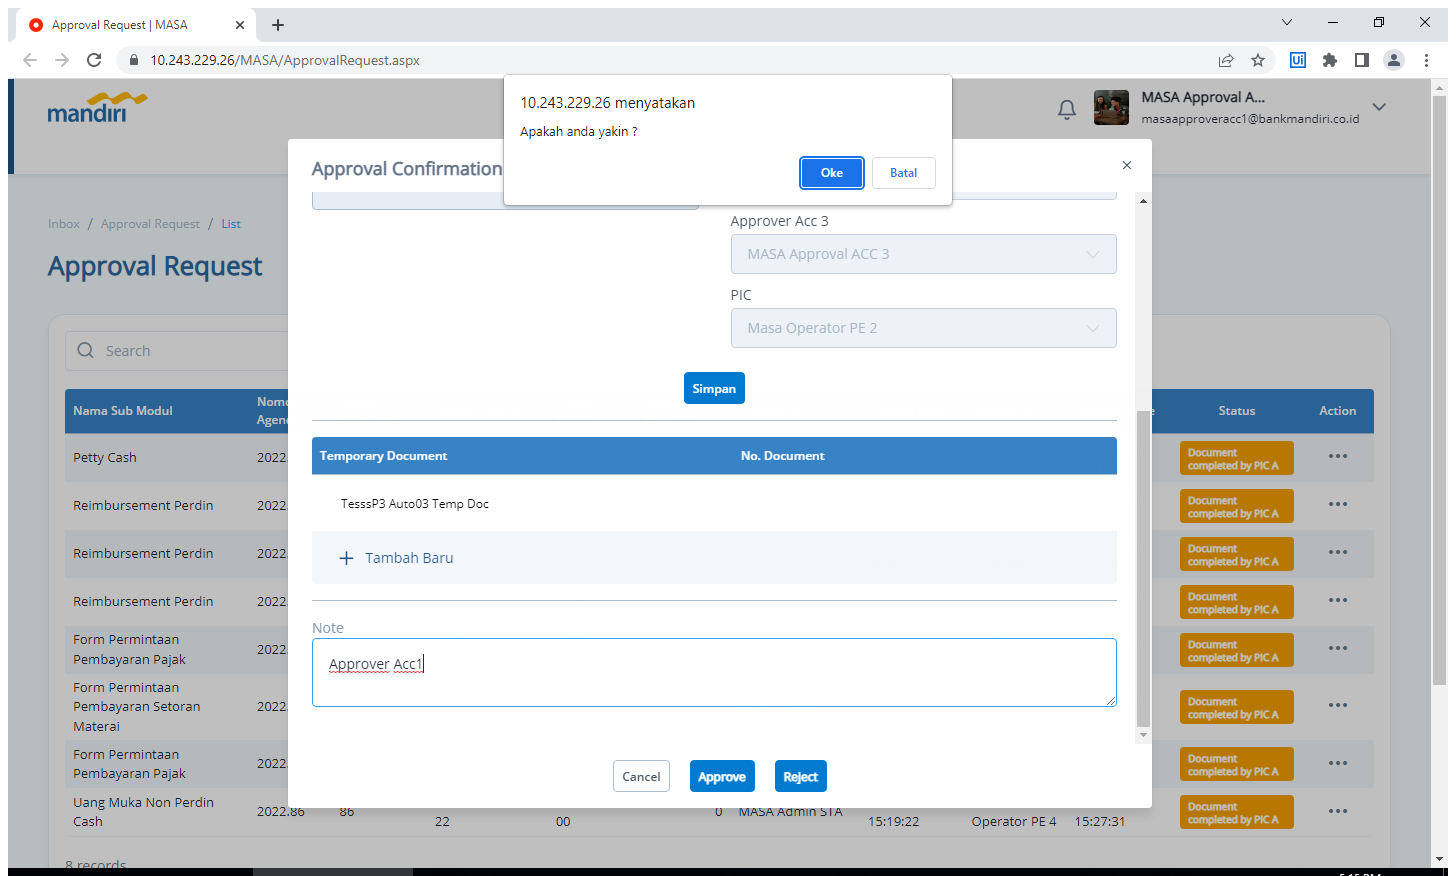 Approval Request | MASA
10.243.229.26/MASA/ApprovalRequest.aspx
Ui
mandiri
10.243.229.26 menyatakan
Apakah anda yakin ?
Oke
Batal
MASA Approval A...
masaapproveracc1@bankmandiri.co.id
Inbox / Approval Request / List
Approval Request
Search
Approval Confirmation
Approver Acc 3
MASA Approval ACC 3
PIC
Masa Operator PE 2
Simpan
Temporary Document No. Document
TesssP3 Auto03 Temp Doc
Tambah Baru
Note
Approver Acc1
Cancel
Approve
Reject
Nama Sub Modul
Status
Action
Petty Cash 2022.
Document
completed by PIC A
Reimbursement Perdin 2022.
Document
completed by PIC A
Reimbursement Perdin 2022.
Document
completed by PIC A
Reimbursement Perdin 2022.
Document
completed by PIC A
Form Permintaan
Pembayaran Pajak
2022.
Document
completed by PIC A
Form Permintaan
Pembayaran Setoran
Materai
2022.
Document
completed by PIC A
Form Permintaan
Pembayaran Pajak
2022.
Document
completed by PIC A
Uang Muka Non Perdin
Cash
2022.86
86
22
00
0
MASA Admin STA
15:19:22
Operator PE 4
15:27:31
Document
completed by PIC A
8 records